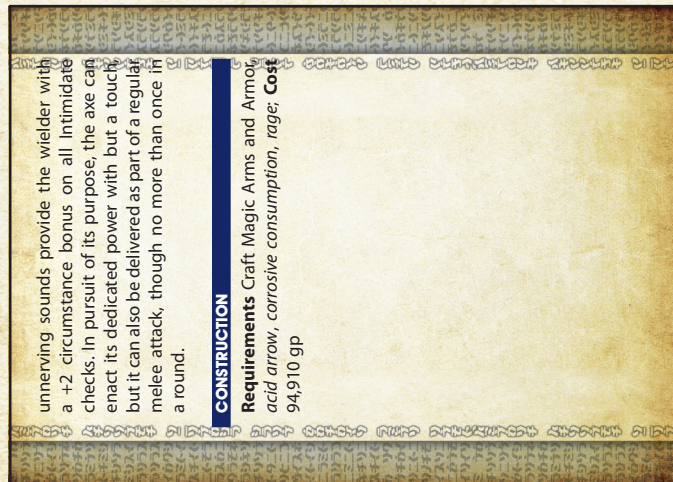 unnerving sounds provide the wielder with
a +2 circumstance bonus on all Intimidate
checks. In pursuit of its purpose, the axe can
enact its dedicated power with but a touch,
but it can also be delivered as part of a regular
melee attack, though no more than once in
a round.
CONSTRUCTION
Requirements Craft Magic Arms and Armor,
acid arrow, corrosive consumption, rage; Cost
94,910 gp